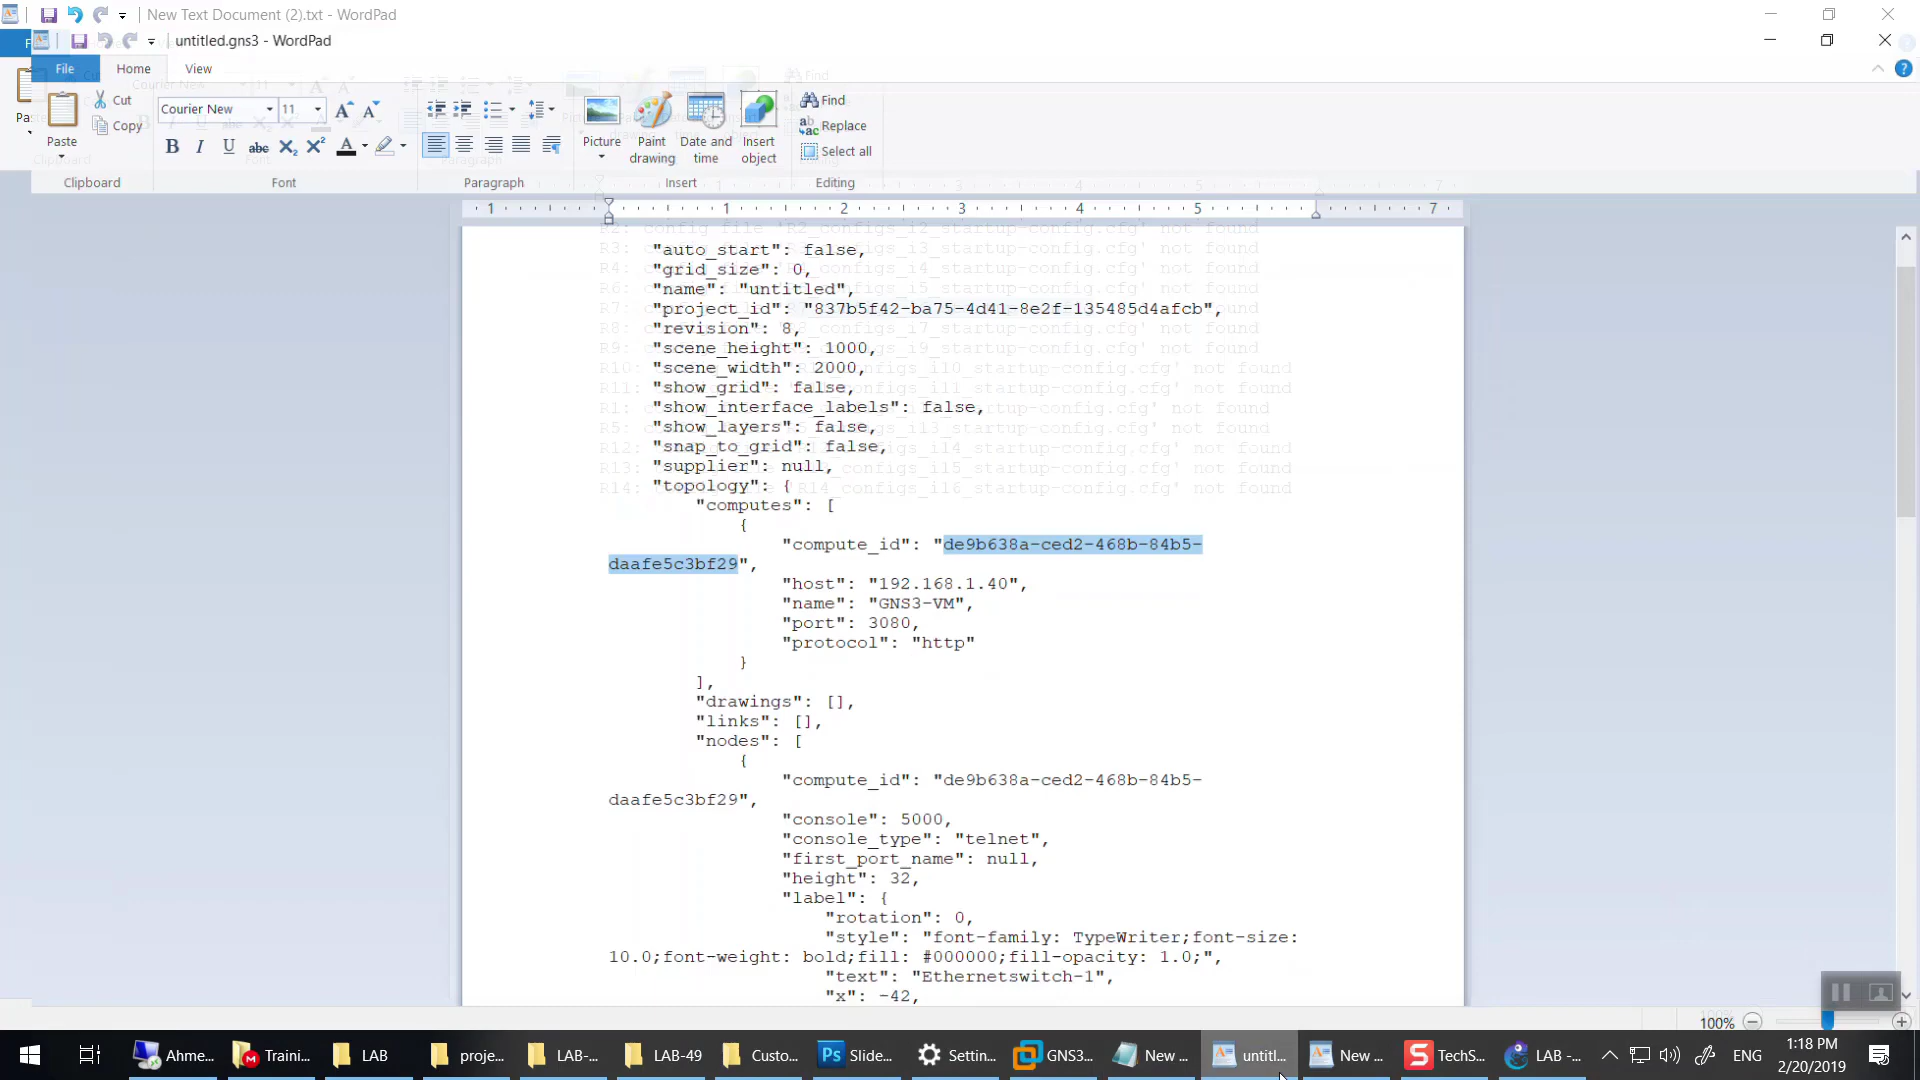 New Text Document (2).txt - WordPad
untitled.gns3 - WordPad
File
Home
View
Cut
Copy
Paste
Clipboard
Courier New
11
Font
Paragraph
Picture
Paint drawing
Date and time
Insert object
Insert
Find
Replace
Select all
Editing
1 1 2 3 4 5 7
"auto_start": false,
"grid_size": 0,
"name": "untitled",
"project_id": "837b5f42-ba75-4d41-8e2f-135485d4afcb",
"revision": 8,
"scene_height": 1000,
"scene_width": 2000,
"show_grid": false,
"show_interface_labels": false,
"show_layers": false,
"snap_to_grid": false,
"supplier": null,
"topology": {
"computes": [
{
"compute_id": "de9b638a-ced2-468b-84b5-
daafe5c3bf29",
"host": "192.168.1.40",
"name": "GNS3-VM",
"port": 3080,
"protocol": "http"
}
],
"drawings": [],
"links": [],
"nodes": [
{
"compute_id": "de9b638a-ced2-468b-84b5-
daafe5c3bf29",
"console": 5000,
"console_type": "telnet",
"first_port_name": null,
"height": 32,
"label": {
"rotation": 0,
"style": "font-family: TypeWriter;font-size:
10.0;font-weight: bold;fill: #000000;fill-opacity: 1.0;",
"text": "Ethernetswitch-1",
"x": -42,
100%
Ahme...
Traini...
LAB
proje...
LAB-...
LAB-49
Custo...
Slide...
Settin...
GNS3...
New ...
untitl...
New ...
TechS...
LAB -...
ENG
1:18 PM
2/20/2019